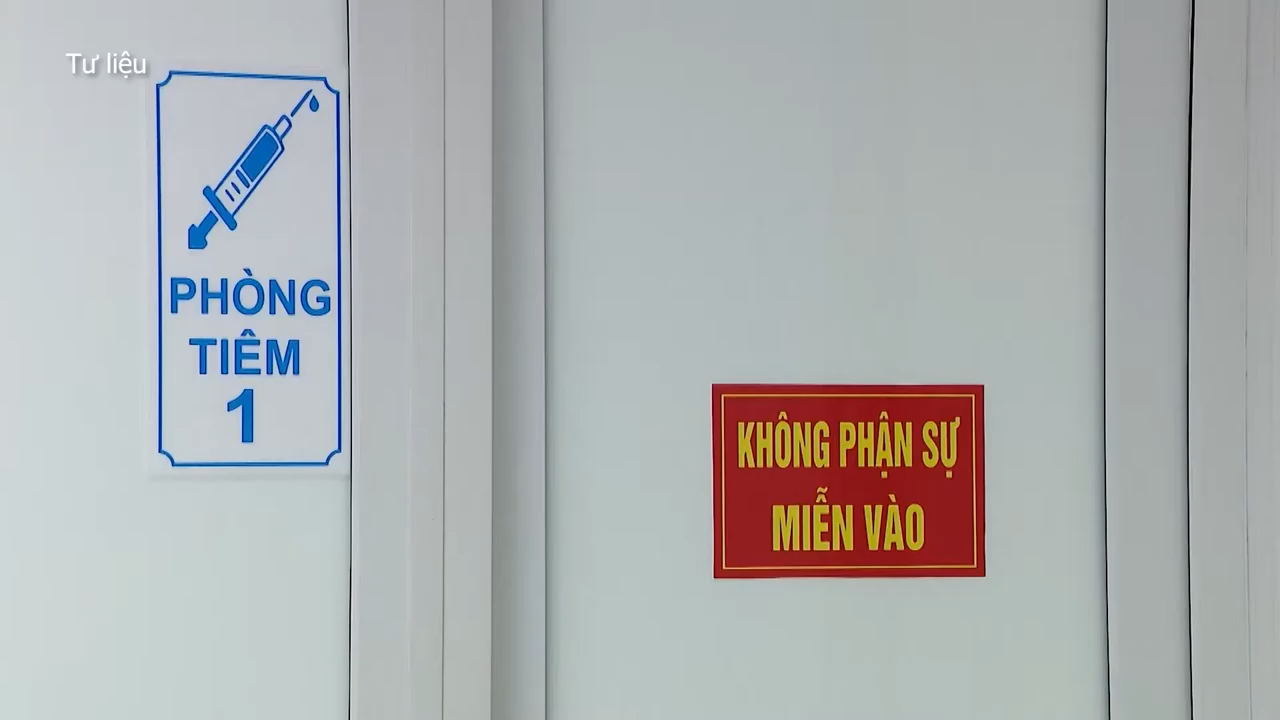 Tư liệu
PHÒNG
TIÊM
1
KHÔNG PHẬN SỰ
MIỄN VÀO